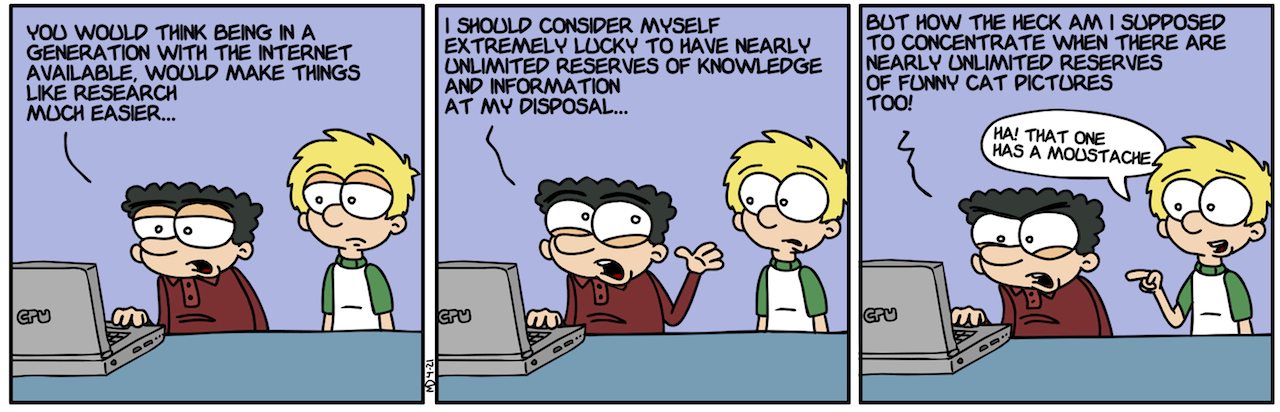 YOU WOULD THINK BEING IN A
GENERATION WITH THE INTERNET
AVAILABLE, WOULD MAKE THINGS
LIKE RESEARCH
MUCH EASIER...
CPU
I SHOULD CONSIDER MYSELF
EXTREMELY LUCKY TO HAVE NEARLY
UNLIMITED RESERVES OF KNOWLEDGE
AND INFORMATION
AT MY DISPOSAL...
CPU
MD 4-21
BUT HOW THE HECK AM I SUPPOSED
TO CONCENTRATE WHEN THERE ARE
NEARLY UNLIMITED RESERVES
OF FUNNY CAT PICTURES
TOO!
HA! THAT ONE
HAS A MOUSTACHE
CPU